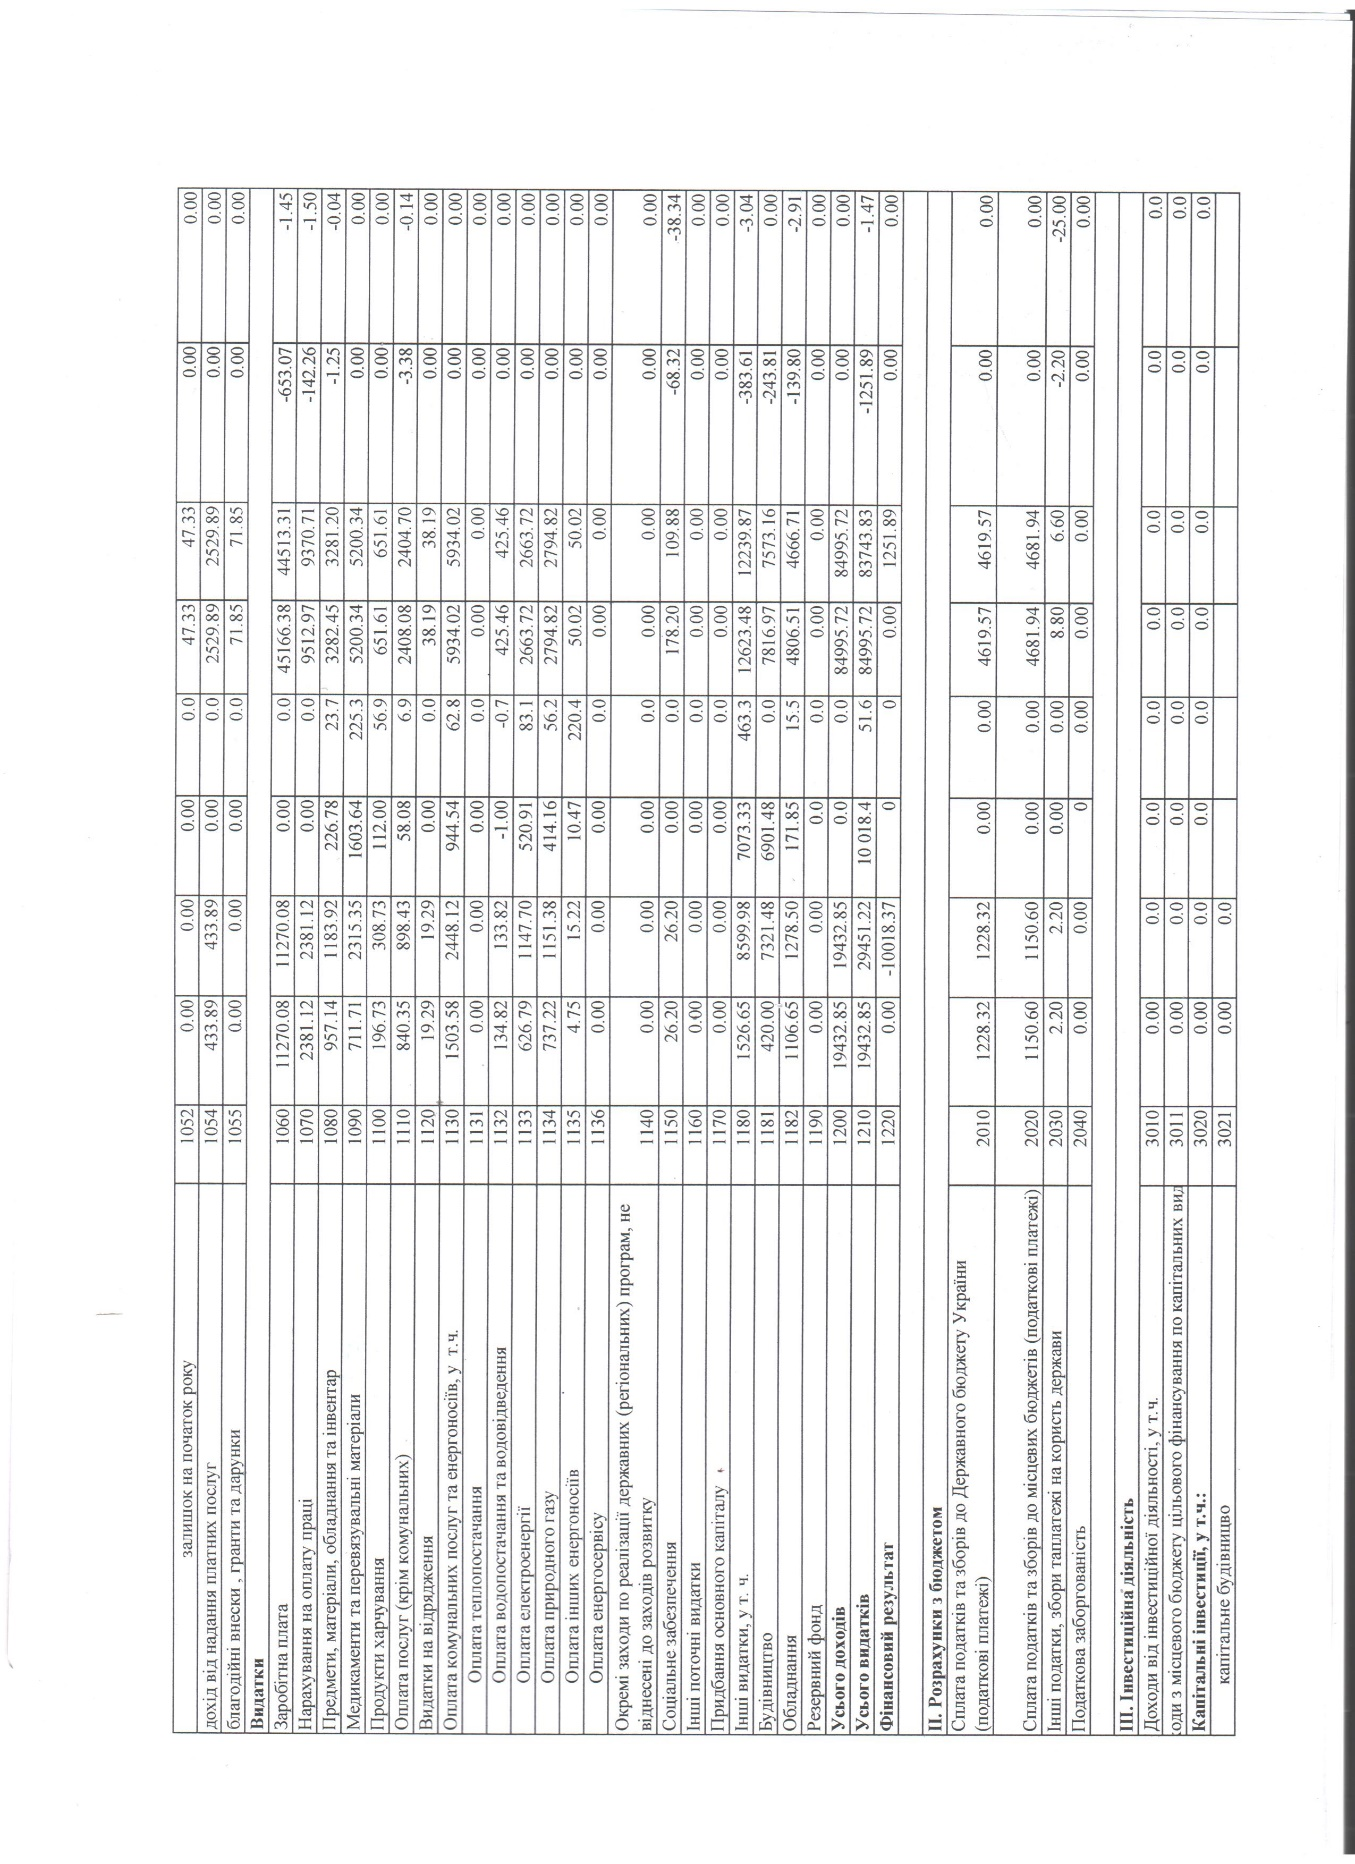 залишок на початок року 1052 0.00 0.00 0.00 0.0 47.33 47.33 0.00 0.00
дохід від надання платних послуг 1054 433.89 433.89 0.00 0.0 2529.89 2529.89 0.00 0.00
благодійні внески , гранти та дарунки 1055 0.00 0.00 0.00 0.0 71.85 71.85 0.00 0.00
Видатки
Заробітна плата 1060 11270.08 11270.08 0.00 0.0 45166.38 44513.31 -653.07 -1.45
Нарахування на оплату праці 1070 2381.12 2381.12 0.00 0.0 9512.97 9370.71 -142.26 -1.50
Предмети, матеріали, обладнання та інвентар 1080 957.14 1183.92 226.78 23.7 3282.45 3281.20 -1.25 -0.04
Медикаменти та перевязувальні матеріали 1090 711.71 2315.35 1603.64 225.3 5200.34 5200.34 0.00 0.00
Продукти харчування 1100 196.73 308.73 112.00 56.9 651.61 651.61 0.00 0.00
Оплата послуг (крім комунальних) 1110 840.35 898.43 58.08 6.9 2408.08 2404.70 -3.38 -0.14
Видатки на відрядження 1120 19.29 19.29 0.00 0.0 38.19 38.19 0.00 0.00
Оплата комунальних послуг та енергоносіїв, у т.ч. 1130 1503.58 2448.12 944.54 62.8 5934.02 5934.02 0.00 0.00
Оплата теплопостачання 1131 0.00 0.00 0.00 0.0 0.00 0.00 0.00 0.00
Оплата водопостачання та водовідведення 1132 134.82 133.82 -1.00 -0.7 425.46 425.46 0.00 0.00
Оплата електроенергії 1133 626.79 1147.70 520.91 83.1 2663.72 2663.72 0.00 0.00
Оплата природного газу 1134 737.22 1151.38 414.16 56.2 2794.82 2794.82 0.00 0.00
Оплата інших енергоносіїв 1135 4.75 15.22 10.47 220.4 50.02 50.02 0.00 0.00
Оплата енергосервісу 1136 0.00 0.00 0.00 0.0 0.00 0.00 0.00 0.00
Окремі заходи по реалізації державних (регіональних) програм, не
віднесені до заходів розвитку 1140 0.00 0.00 0.00 0.0 0.00 0.00 0.00 0.00
Соціальне забезпечення 1150 26.20 26.20 0.00 0.0 178.20 109.88 -68.32 -38.34
Інші поточні видатки 1160 0.00 0.00 0.00 0.0 0.00 0.00 0.00 0.00
Придбання основного капіталу 1170 0.00 0.00 0.00 0.0 0.00 0.00 0.00 0.00
Інші видатки, у т. ч. 1180 1526.65 8599.98 7073.33 463.3 12623.48 12239.87 -383.61 -3.04
Будівництво 1181 420.00 7321.48 6901.48 0.0 7816.97 7573.16 -243.81 0.00
Обладнання 1182 1106.65 1278.50 171.85 15.5 4806.51 4666.71 -139.80 -2.91
Резервний фонд 1190 0.00 0.00 0.0 0.0 0.00 0.00 0.00 0.00
Усього доходів 1200 19432.85 19432.85 0.0 0.0 84995.72 84995.72 0.00 0.00
Усього видатків 1210 19432.85 29451.22 10 018.4 51.6 84995.72 83743.83 -1251.89 -1.47
Фінансовий результат 1220 0.00 -10018.37 0 0 0.00 1251.89 0.00 0.00
II. Розрахунки з бюджетом
Сплата податків та зборів до Державного бюджету України
(податкові платежі) 2010 1228.32 1228.32 0.00 0.00 4619.57 4619.57 0.00 0.00
Сплата податків та зборів до місцевих бюджетів (податкові платежі) 2020 1150.60 1150.60 0.00 0.00 4681.94 4681.94 0.00 0.00
Інші податки, збори таплатежі на користь держави 2030 2.20 2.20 0.00 0.00 8.80 6.60 -2.20 -25.00
Податкова заборгованість 2040 0.00 0.00 0 0.00 0.00 0.00 0.00 0.00
III. Інвестиційна діяльність
Доходи від інвестиційної діяльності, у т.ч. 3010 0.00 0.0 0.0 0.0 0.0 0.0 0.0 0.0
оди з місцевого бюджету цільового фінансування по капітальних вид 3011 0.00 0.0 0.0 0.0 0.0 0.0 0.0 0.0
Капітальні інвестиції, у т.ч.: 3020 0.00 0.0 0.0 0.0 0.0 0.0 0.0 0.0
капітальне будівницво 3021 0.00 0.0